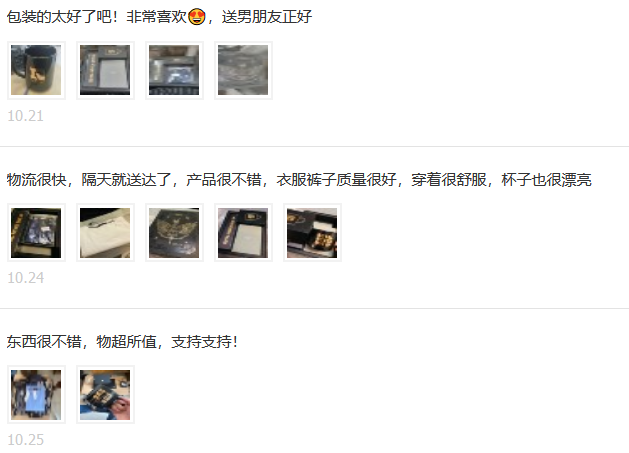 包装的太好了吧！非常喜欢😍，送男朋友正好
10.21
物流很快，隔天就送达了，产品很不错，衣服裤子质量很好，穿着很舒服，杯子也很漂亮
10.24
东西很不错，物超所值，支持支持！
10.25